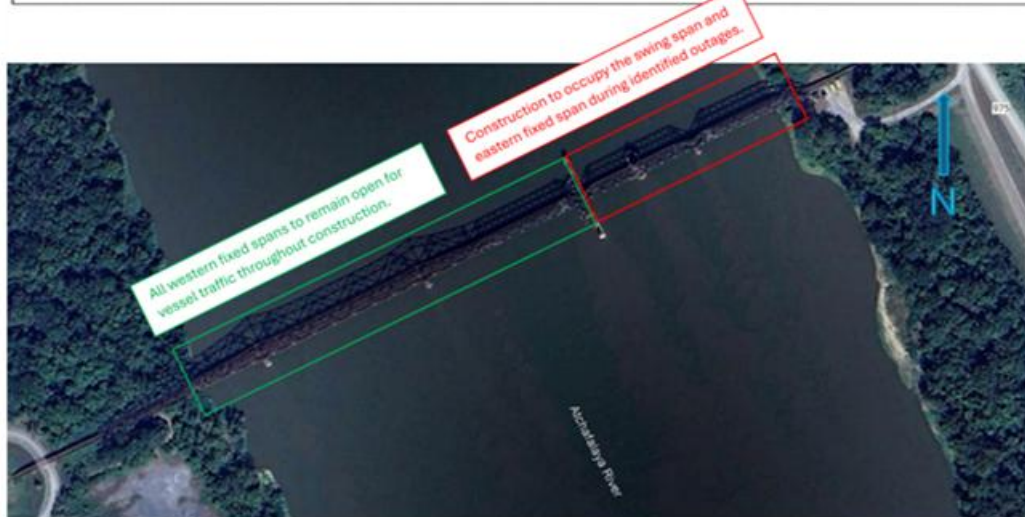 Construction to occupy the swing span and
eastern fixed span during identified outages.
All western fixed spans to remain open for
vessel traffic throughout construction.
975
N
Atchafalaya River